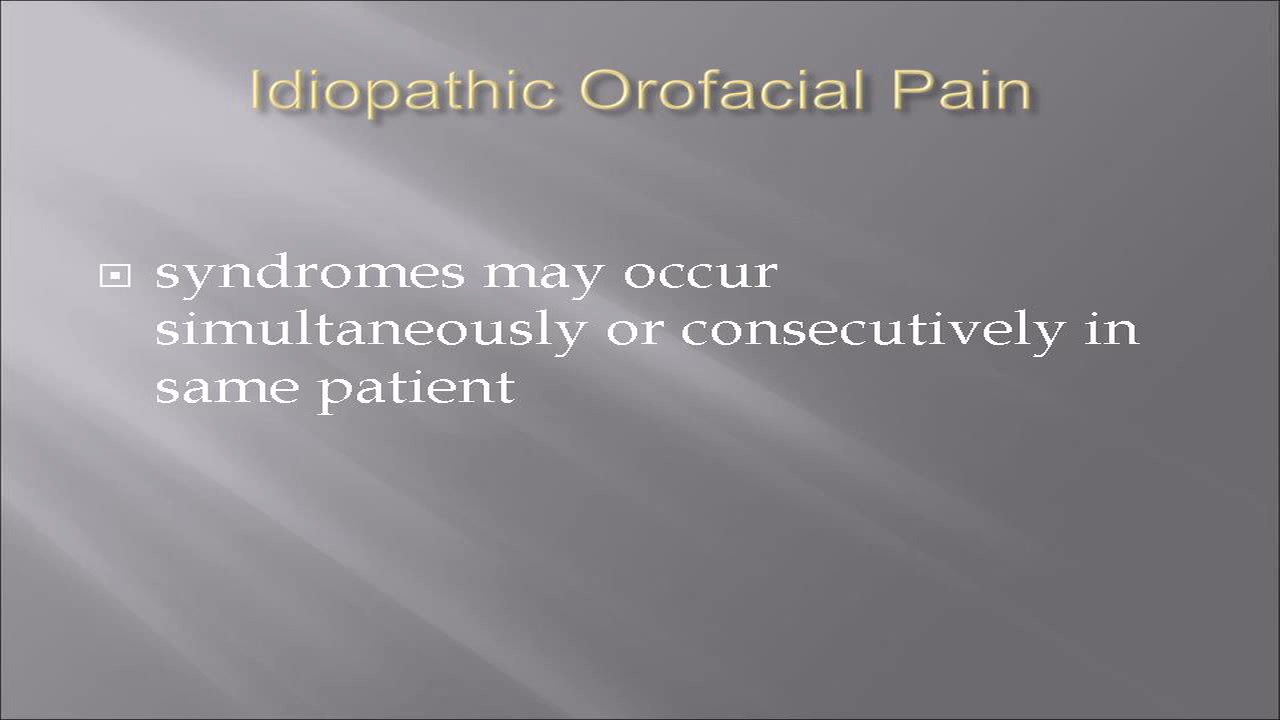 Idiopathic Orofacial Pain
syndromes may occur
simultaneously or consecutively in
same patient